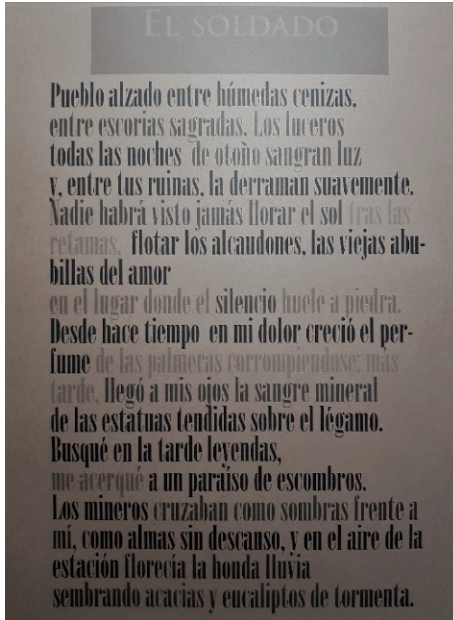 EL SOLDADO
Pueblo alzado entre húmedas cenizas,
entre escorias sagradas. Los luceros
todas las noches de otoño sangran luz
y, entre tus ruinas, la derraman suavemente.
Nadie habrá visto jamás llorar el sol tras las
retamas, flotar los alcaudones, las viejas abu-
billas del amor
en el lugar donde el silencio huele a piedra.
Desde hace tiempo en mi dolor creció el per-
fume de las palmeras corrompiéndose; más
tarde, llegó a mis ojos la sangre mineral
de las estatuas tendidas sobre el légamo.
Busqué en la tarde leyendas,
me acerqué a un paraíso de escombros.
Los mineros cruzaban como sombras frente a
mí, como almas sin descanso, y en el aire de la
estación florecía la honda lluvia
sembrando acacias y eucaliptos de tormenta.